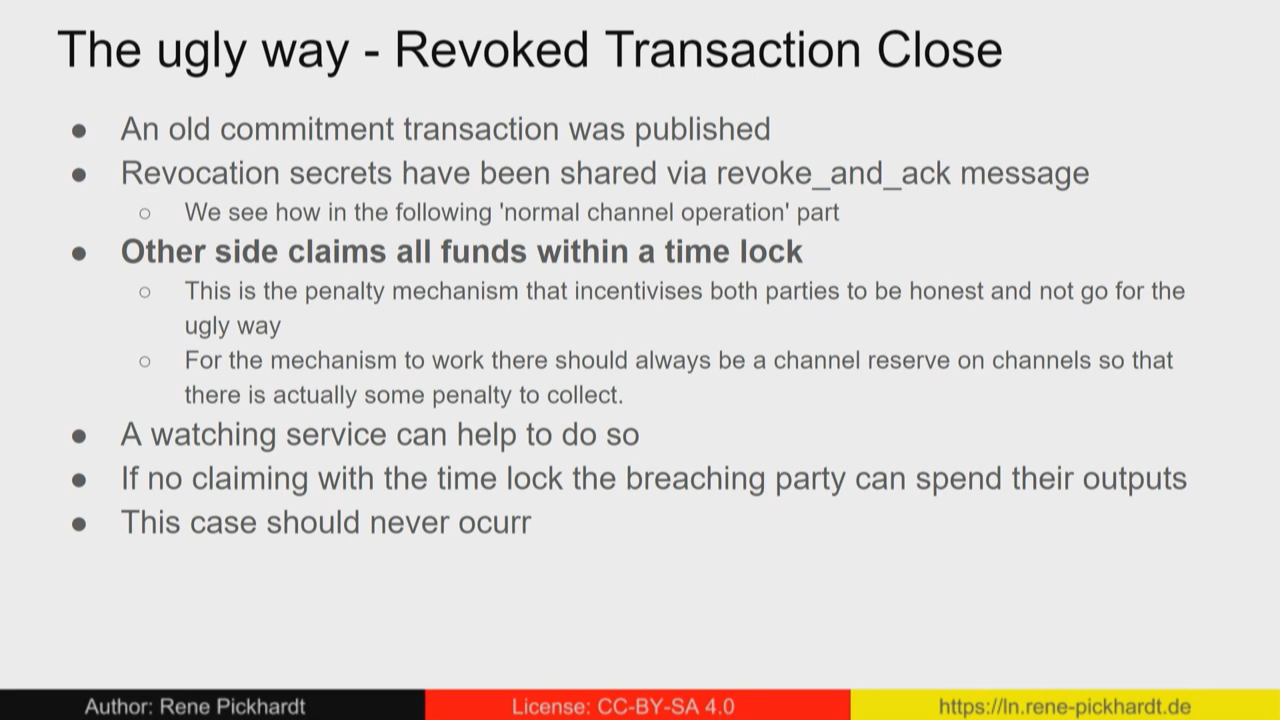 The ugly way - Revoked Transaction Close
● An old commitment transaction was published
● Revocation secrets have been shared via revoke_and_ack message
○ We see how in the following 'normal channel operation' part
● Other side claims all funds within a time lock
○ This is the penalty mechanism that incentivises both parties to be honest and not go for the
ugly way
○ For the mechanism to work there should always be a channel reserve on channels so that
there is actually some penalty to collect.
● A watching service can help to do so
● If no claiming with the time lock the breaching party can spend their outputs
● This case should never ocurr
Author: Rene Pickhardt
License: CC-BY-SA 4.0
https://ln.rene-pickhardt.de